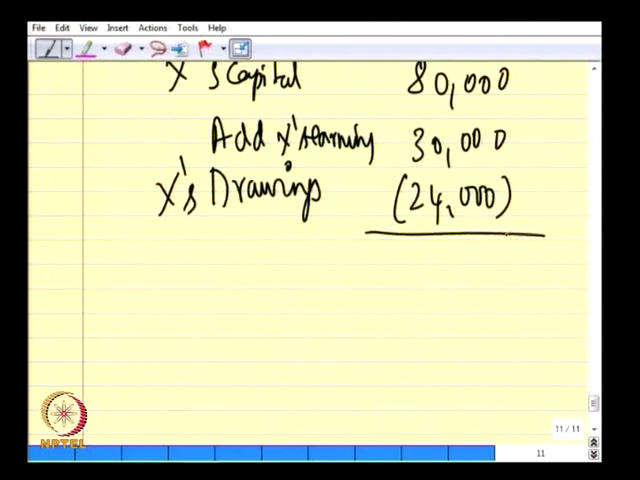 File Edit View Insert Actions Tools Help
X 's Capital 80,000
Add X's earning 30,000
X's Drawings (24,000)
NPTEL
11 / 11
11